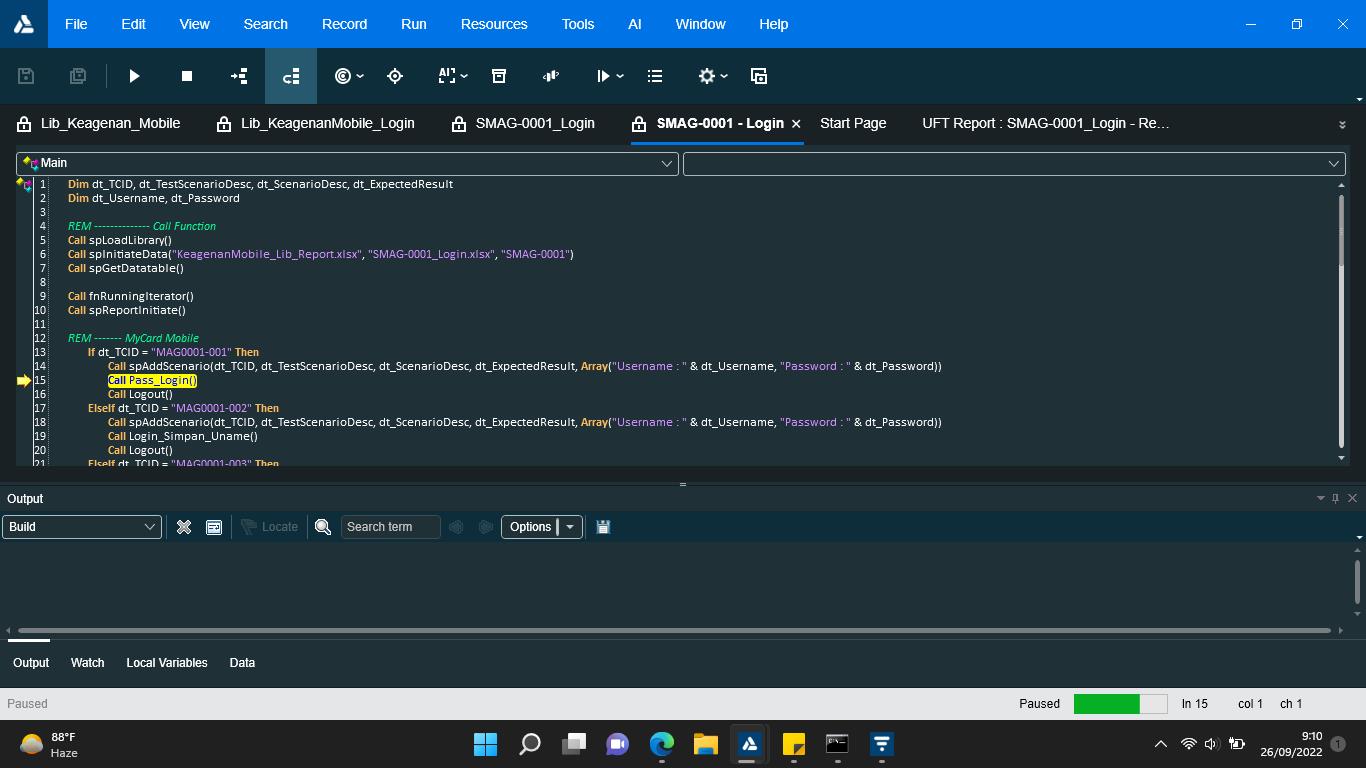 File Edit View Search Record Run Resources Tools AI Window Help
AI
Lib_Keagenan_Mobile Lib_KeagenanMobile_Login SMAG-0001_Login SMAG-0001 - Login × Start Page UFT Report : SMAG-0001_Login - Re...
Main
1 Dim dt_TCID, dt_TestScenarioDesc, dt_ScenarioDesc, dt_ExpectedResult
2 Dim dt_Username, dt_Password
3
4 REM -------------- Call Function
5 Call spLoadLibrary()
6 Call spInitiateData("KeagenanMobile_Lib_Report.xlsx", "SMAG-0001_Login.xlsx", "SMAG-0001")
7 Call spGetDatatable()
8
9 Call fnRunningIterator()
10 Call spReportInitiate()
11
12 REM ------- MyCard Mobile
13 If dt_TCID = "MAG0001-001" Then
14 Call spAddScenario(dt_TCID, dt_TestScenarioDesc, dt_ScenarioDesc, dt_ExpectedResult, Array("Username : " & dt_Username, "Password : " & dt_Password))
15 Call Pass_Login()
16 Call Logout()
17 ElseIf dt_TCID = "MAG0001-002" Then
18 Call spAddScenario(dt_TCID, dt_TestScenarioDesc, dt_ScenarioDesc, dt_ExpectedResult, Array("Username : " & dt_Username, "Password : " & dt_Password))
19 Call Login_Simpan_Uname()
20 Call Logout()
21 ElseIf dt_TCID = "MAG0001-003" Then
Output
Build Locate Search term Options
Output Watch Local Variables Data
Paused Paused ln 15 col 1 ch 1
88°F
Haze
9:10
26/09/2022
1